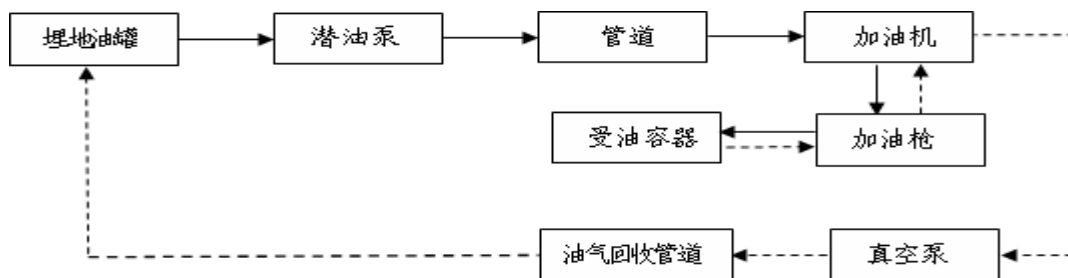 埋地油罐
潜油泵
管道
加油机
受油容器
加油枪
油气回收管道
真空泵